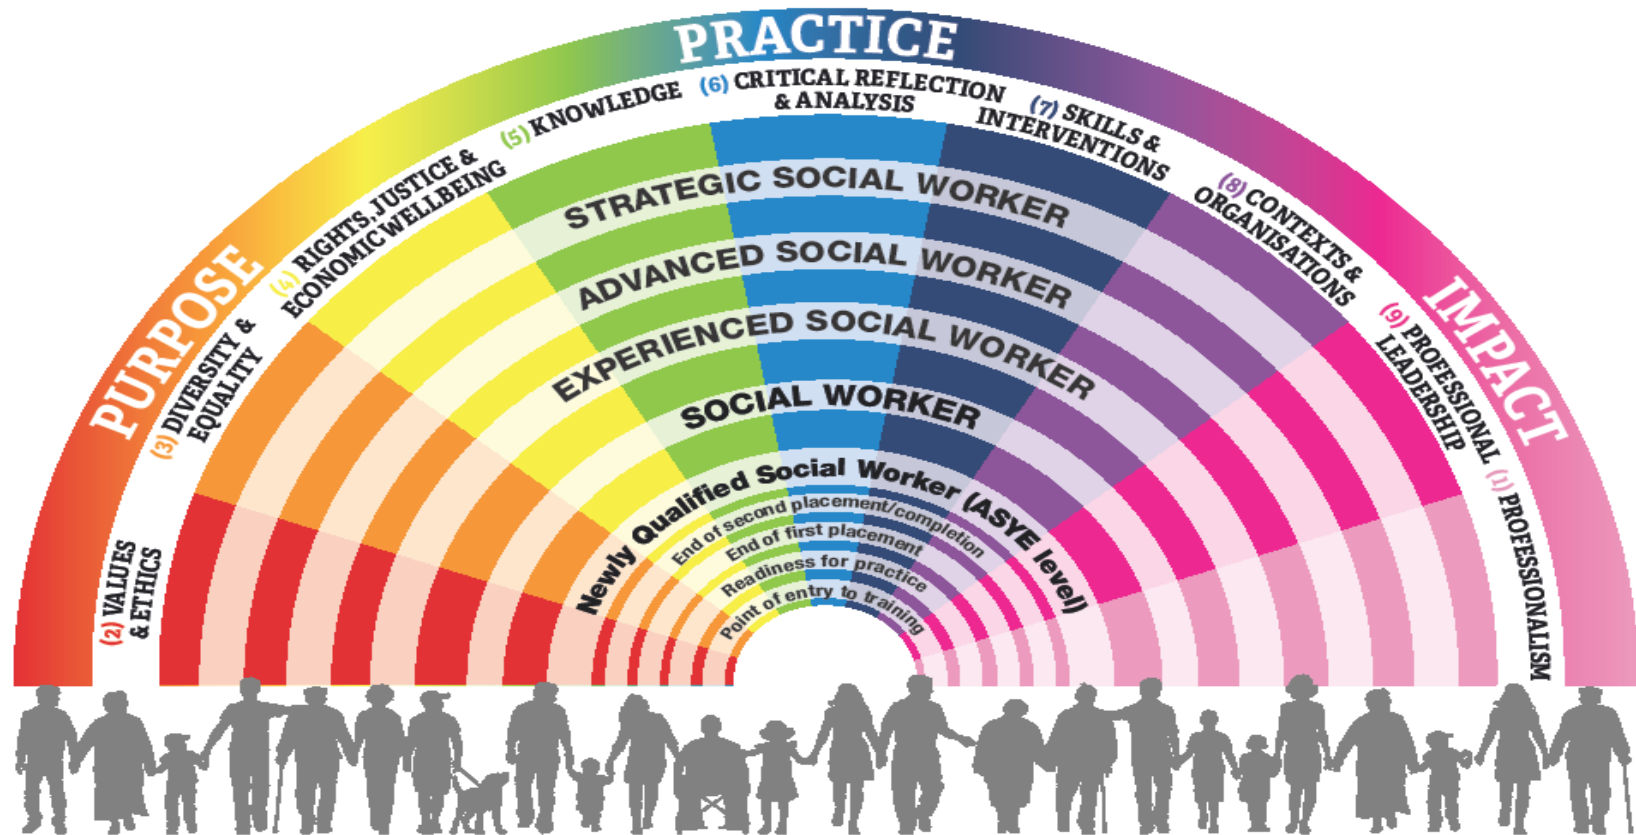 PURPOSE
PRACTICE
IMPACT
(2) VALUES
& ETHICS
(3) DIVERSITY &
EQUALITY
(4) RIGHTS, JUSTICE &
ECONOMIC WELLBEING
(5) KNOWLEDGE
(6) CRITICAL REFLECTION
& ANALYSIS
(7) SKILLS &
INTERVENTIONS
(8) CONTEXTS &
ORGANISATIONS
(9) PROFESSIONAL
LEADERSHIP
(1) PROFESSIONALISM
STRATEGIC SOCIAL WORKER
ADVANCED SOCIAL WORKER
EXPERIENCED SOCIAL WORKER
SOCIAL WORKER
Newly Qualified Social Worker (ASYE level)
End of second placement/completion
End of first placement
Readiness for practice
Point of entry to training